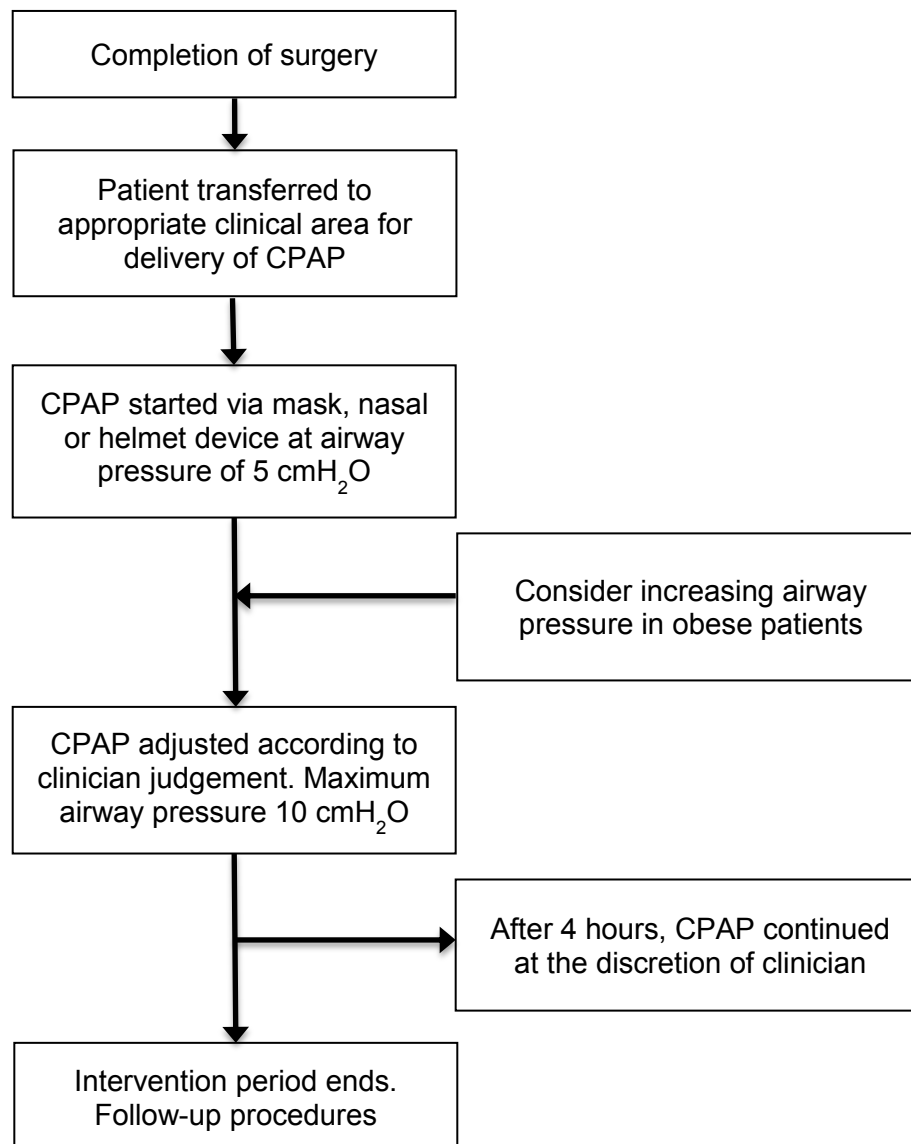 Completion of surgery
Patient transferred to
appropriate clinical area for
delivery of CPAP
CPAP started via mask, nasal
or helmet device at airway
pressure of 5 cmH₂O
Consider increasing airway
pressure in obese patients
CPAP adjusted according to
clinician judgement. Maximum
airway pressure 10 cmH₂O
After 4 hours, CPAP continued
at the discretion of clinician
Intervention period ends.
Follow-up procedures